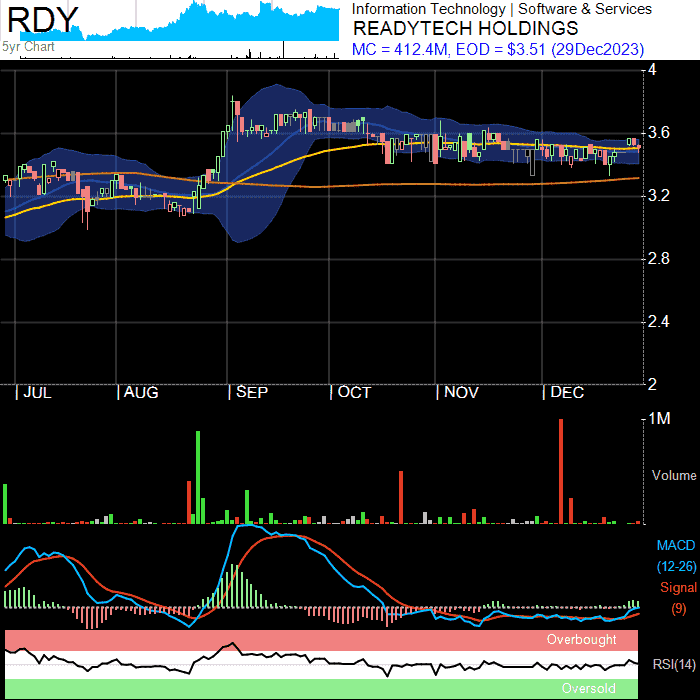 RDY
5yr Chart
Information Technology | Software & Services
READYTECH HOLDINGS
MC = 412.4M, EOD = $3.51 (29Dec2023)
4
3.6
3.2
2.8
2.4
2
| JUL | AUG | SEP | OCT | NOV | DEC
1M
Volume
MACD
(12-26)
Signal
(9)
Overbought
RSI(14)
Oversold